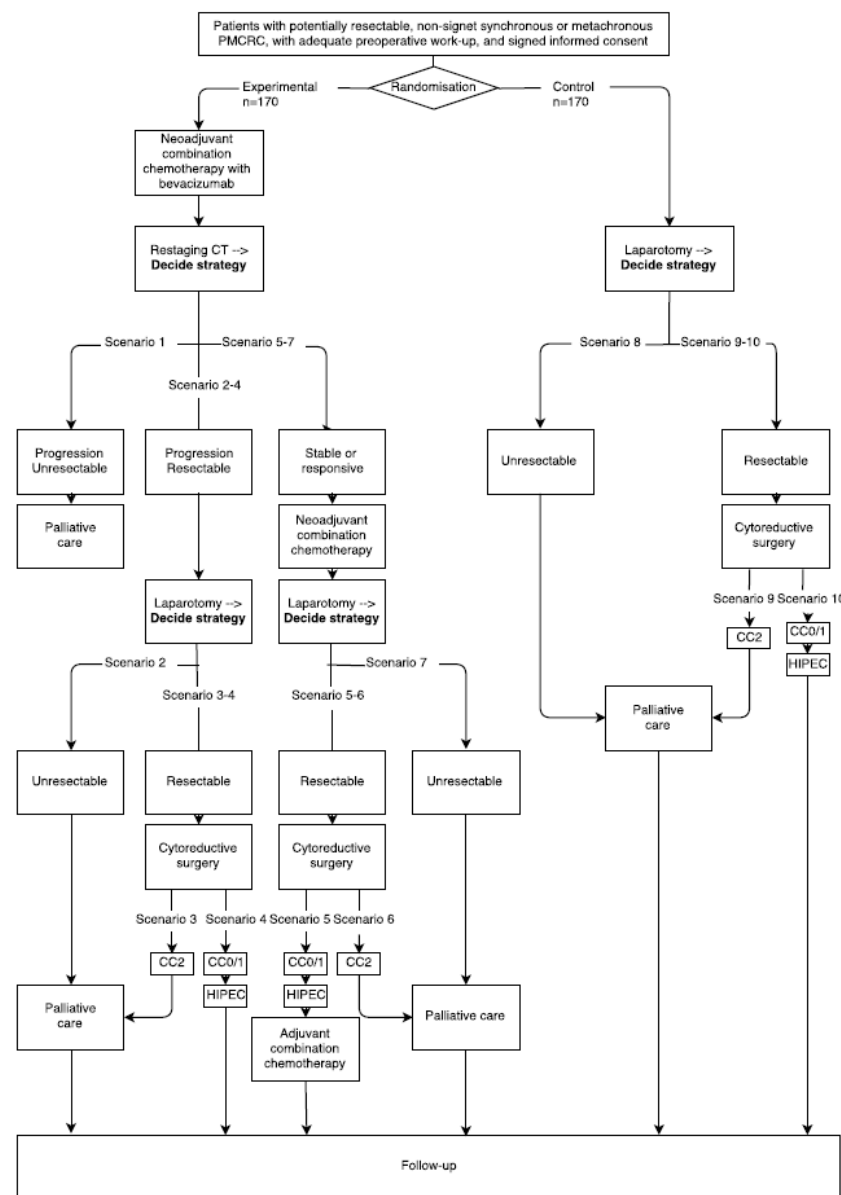 Patients with potentially resectable, non-signet synchronous or metachronous
PMCRC, with adequate preoperative work-up, and signed informed consent
Experimental
n=170
Randomisation
Control
n=170
Neoadjuvant
combination
chemotherapy with
bevacizumab
Restaging CT -->
Decide strategy
Laparotomy -->
Decide strategy
Scenario 1
Scenario 5-7
Scenario 2-4
Scenario 8
Scenario 9-10
Progression
Unresectable
Progression
Resectable
Stable or
responsive
Unresectable
Resectable
Palliative
care
Neoadjuvant
combination
chemotherapy
Cytoreductive
surgery
Laparotomy -->
Decide strategy
Laparotomy -->
Decide strategy
Scenario 9
Scenario 10
CC2
CC0/1
HIPEC
Scenario 2
Scenario 3-4
Scenario 5-6
Scenario 7
Palliative
care
Unresectable
Resectable
Resectable
Unresectable
Cytoreductive
surgery
Cytoreductive
surgery
Scenario 3
Scenario 4
Scenario 5
Scenario 6
CC2
CC0/1
CC0/1
CC2
HIPEC
HIPEC
Palliative
care
Adjuvant
combination
chemotherapy
Palliative care
Follow-up